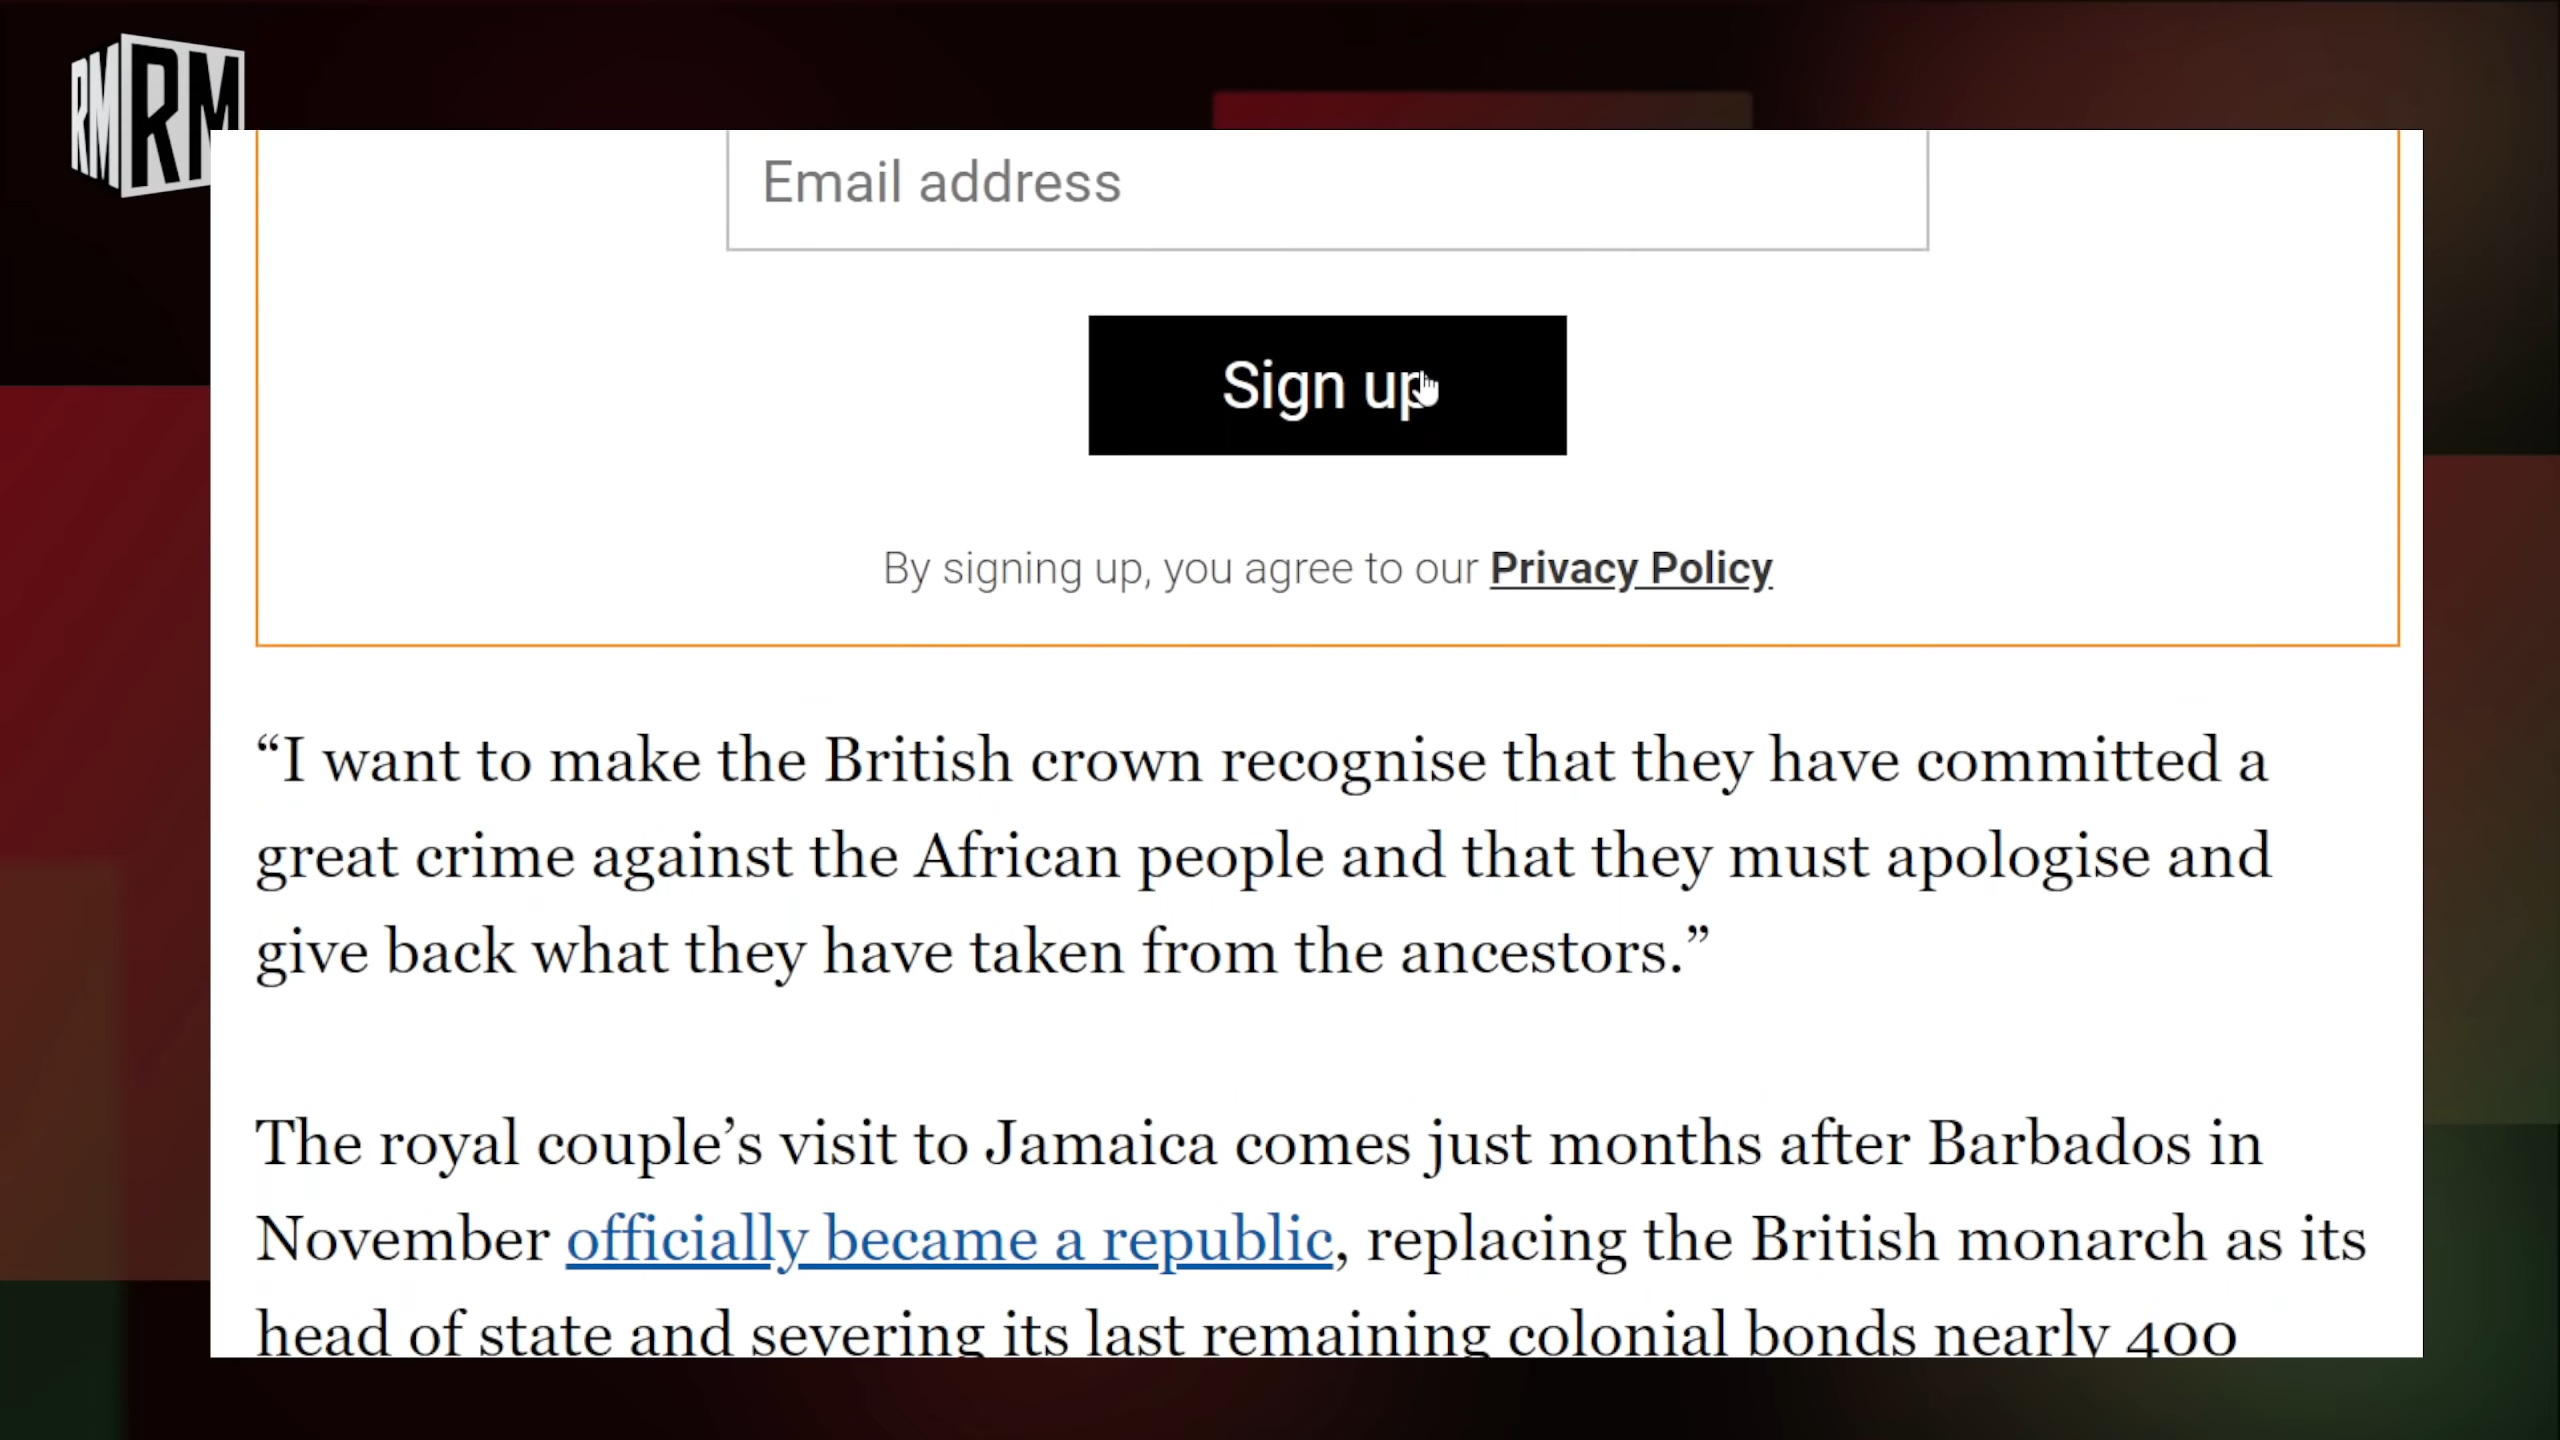 RM RM
Email address
Sign up
By signing up, you agree to our Privacy Policy
“I want to make the British crown recognise that they have committed a
great crime against the African people and that they must apologise and
give back what they have taken from the ancestors.”
The royal couple’s visit to Jamaica comes just months after Barbados in
November officially became a republic, replacing the British monarch as its
head of state and severing its last remaining colonial bonds nearly 400